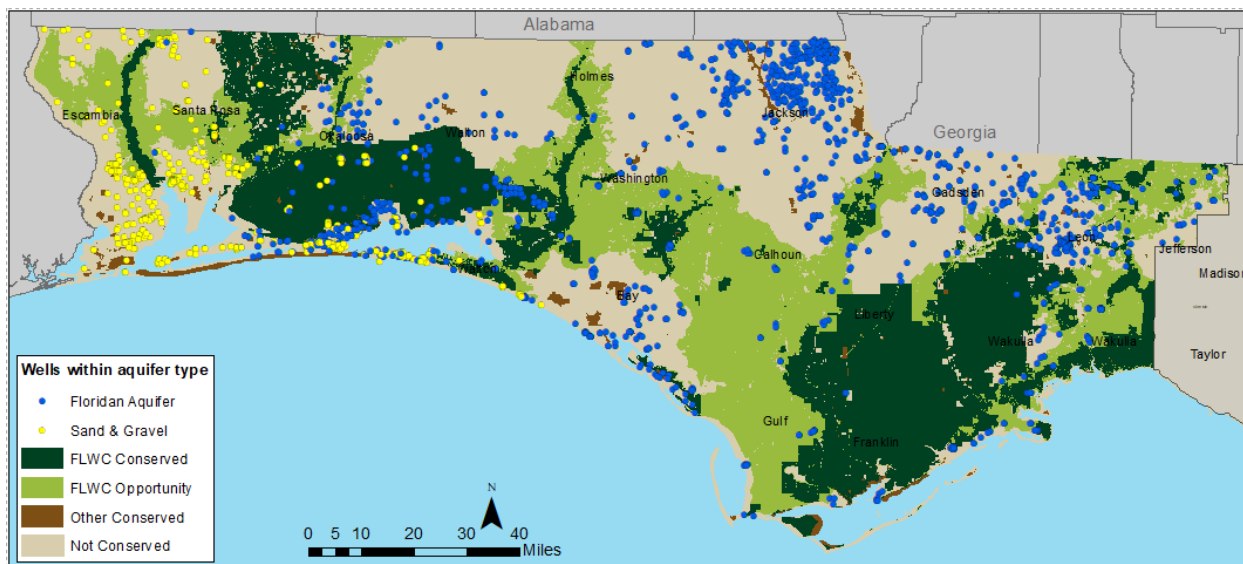 Alabama
Holmes
Escambia
Santa Rosa
Jackson
Okaloosa
Walton
Georgia
Washington
Gadsden
Leon
Jefferson
Calhoun
Madison
Walton
Bay
Liberty
Wakulla
Wakulla
Taylor
Gulf
Franklin
Wells within aquifer type
Floridan Aquifer
Sand & Gravel
FLWC Conserved
FLWC Opportunity
Other Conserved
Not Conserved
N
0 5 10 20 30 40
Miles